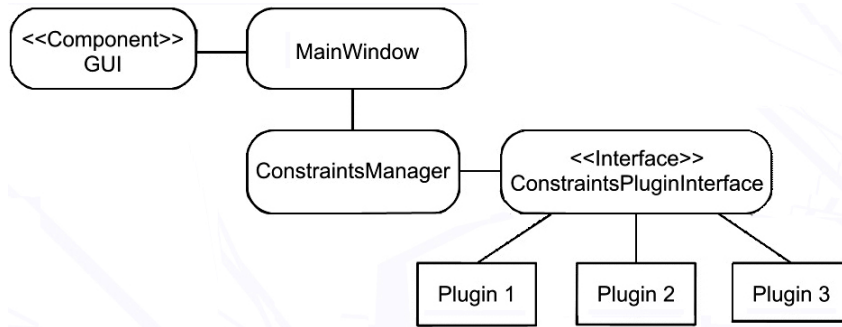 <<Component>>
GUI
MainWindow
ConstraintsManager
<<Interface>>
ConstraintsPluginInterface
Plugin 1
Plugin 2
Plugin 3